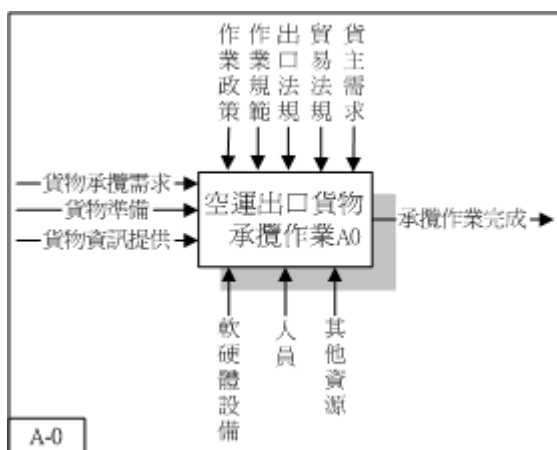 作業政策
作業規範
出口法規
貿易法規
貨主需求
貨物承攬需求
貨物準備
貨物資訊提供
空運出口貨物
承攬作業A0
承攬作業完成
軟硬體設備
人員
其他資源
A-0